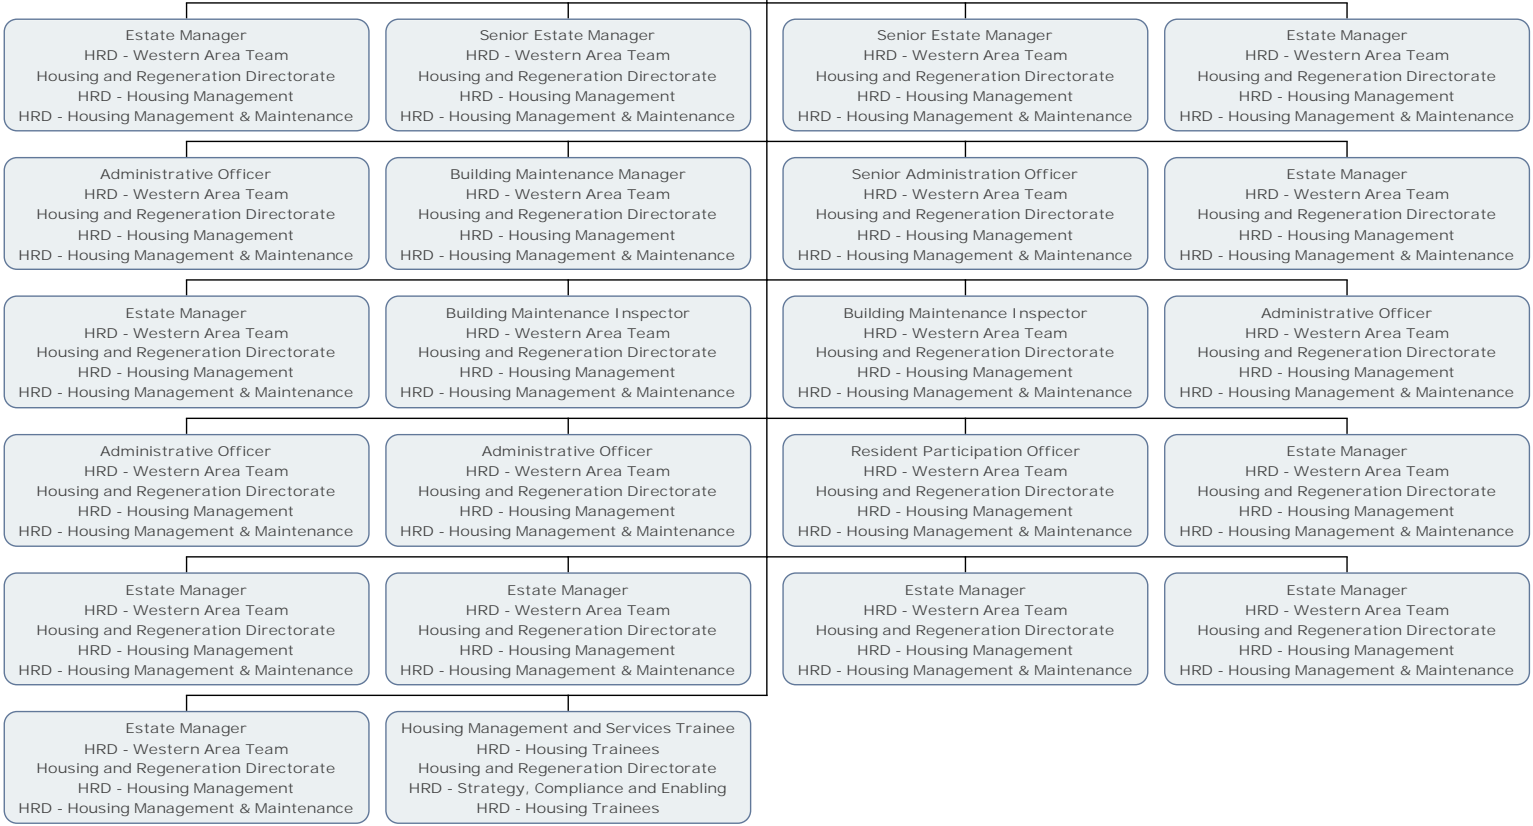 Estate Manager
HRD - Western Area Team
Housing and Regeneration Directorate
HRD - Housing Management
HRD - Housing Management & Maintenance
Senior Estate Manager
HRD - Western Area Team
Housing and Regeneration Directorate
HRD - Housing Management
HRD - Housing Management & Maintenance
Senior Estate Manager
HRD - Western Area Team
Housing and Regeneration Directorate
HRD - Housing Management
HRD - Housing Management & Maintenance
Estate Manager
HRD - Western Area Team
Housing and Regeneration Directorate
HRD - Housing Management
HRD - Housing Management & Maintenance
Administrative Officer
HRD - Western Area Team
Housing and Regeneration Directorate
HRD - Housing Management
HRD - Housing Management & Maintenance
Building Maintenance Manager
HRD - Western Area Team
Housing and Regeneration Directorate
HRD - Housing Management
HRD - Housing Management & Maintenance
Senior Administration Officer
HRD - Western Area Team
Housing and Regeneration Directorate
HRD - Housing Management
HRD - Housing Management & Maintenance
Estate Manager
HRD - Western Area Team
Housing and Regeneration Directorate
HRD - Housing Management
HRD - Housing Management & Maintenance
Estate Manager
HRD - Western Area Team
Housing and Regeneration Directorate
HRD - Housing Management
HRD - Housing Management & Maintenance
Building Maintenance Inspector
HRD - Western Area Team
Housing and Regeneration Directorate
HRD - Housing Management
HRD - Housing Management & Maintenance
Building Maintenance Inspector
HRD - Western Area Team
Housing and Regeneration Directorate
HRD - Housing Management
HRD - Housing Management & Maintenance
Administrative Officer
HRD - Western Area Team
Housing and Regeneration Directorate
HRD - Housing Management
HRD - Housing Management & Maintenance
Administrative Officer
HRD - Western Area Team
Housing and Regeneration Directorate
HRD - Housing Management
HRD - Housing Management & Maintenance
Administrative Officer
HRD - Western Area Team
Housing and Regeneration Directorate
HRD - Housing Management
HRD - Housing Management & Maintenance
Resident Participation Officer
HRD - Western Area Team
Housing and Regeneration Directorate
HRD - Housing Management
HRD - Housing Management & Maintenance
Estate Manager
HRD - Western Area Team
Housing and Regeneration Directorate
HRD - Housing Management
HRD - Housing Management & Maintenance
Estate Manager
HRD - Western Area Team
Housing and Regeneration Directorate
HRD - Housing Management
HRD - Housing Management & Maintenance
Estate Manager
HRD - Western Area Team
Housing and Regeneration Directorate
HRD - Housing Management
HRD - Housing Management & Maintenance
Estate Manager
HRD - Western Area Team
Housing and Regeneration Directorate
HRD - Housing Management
HRD - Housing Management & Maintenance
Estate Manager
HRD - Western Area Team
Housing and Regeneration Directorate
HRD - Housing Management
HRD - Housing Management & Maintenance
Estate Manager
HRD - Western Area Team
Housing and Regeneration Directorate
HRD - Housing Management
HRD - Housing Management & Maintenance
Housing Management and Services Trainee
HRD - Housing Trainees
Housing and Regeneration Directorate
HRD - Strategy, Compliance and Enabling
HRD - Housing Trainees